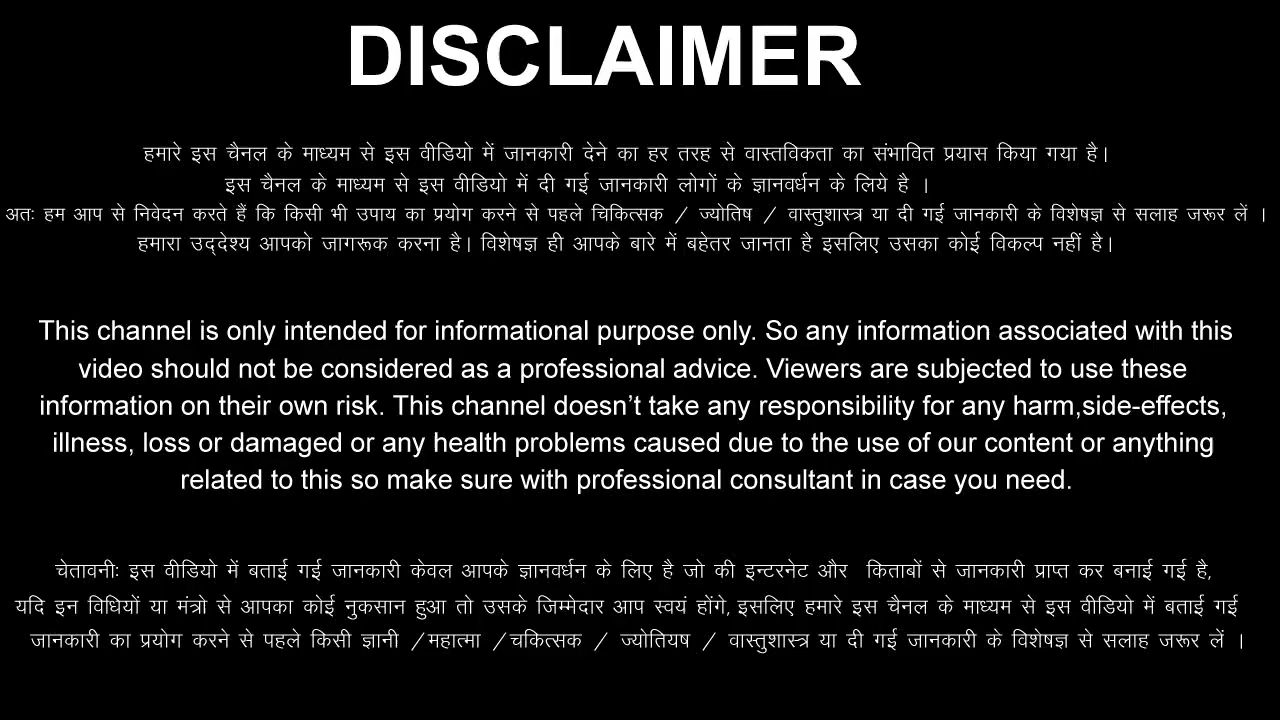 DISCLAIMER
हमारे इस चैनल के माध्यम से इस वीडियो में जानकारी देने का हर तरह से वास्तविकता का संभावित प्रयास किया गया है।
इस चैनल के माध्यम से इस वीडियो में दी गई जानकारी लोगों के ज्ञानवर्धन के लिये है ।
अतः हम आप से निवेदन करते हैं कि किसी भी उपाय का प्रयोग करने से पहले चिकित्सक / ज्योतिष / वास्तुशास्त्र या दी गई जानकारी के विशेषज्ञ से सलाह जरूर लें ।
हमारा उद्देश्य आपको जागरूक करना है। विशेषज्ञ ही आपके बारे में बहेतर जानता है इसलिए उसका कोई विकल्प नहीं है।
This channel is only intended for informational purpose only. So any information associated with this
video should not be considered as a professional advice. Viewers are subjected to use these
information on their own risk. This channel doesn’t take any responsibility for any harm,side-effects,
illness, loss or damaged or any health problems caused due to the use of our content or anything
related to this so make sure with professional consultant in case you need.
चेतावनीः इस वीडियो में बताई गई जानकारी केवल आपके ज्ञानवर्धन के लिए है जो की इन्टरनेट और किताबों से जानकारी प्राप्त कर बनाई गई है,
यदि इन विधियों या मंत्रो से आपका कोई नुकसान हुआ तो उसके जिम्मेदार आप स्वयं होंगे, इसलिए हमारे इस चैनल के माध्यम से इस वीडियो में बताई गई
जानकारी का प्रयोग करने से पहले किसी ज्ञानी /महात्मा /चकित्सक / ज्योतियष / वास्तुशास्त्र या दी गई जानकारी के विशेषज्ञ से सलाह जरूर लें ।